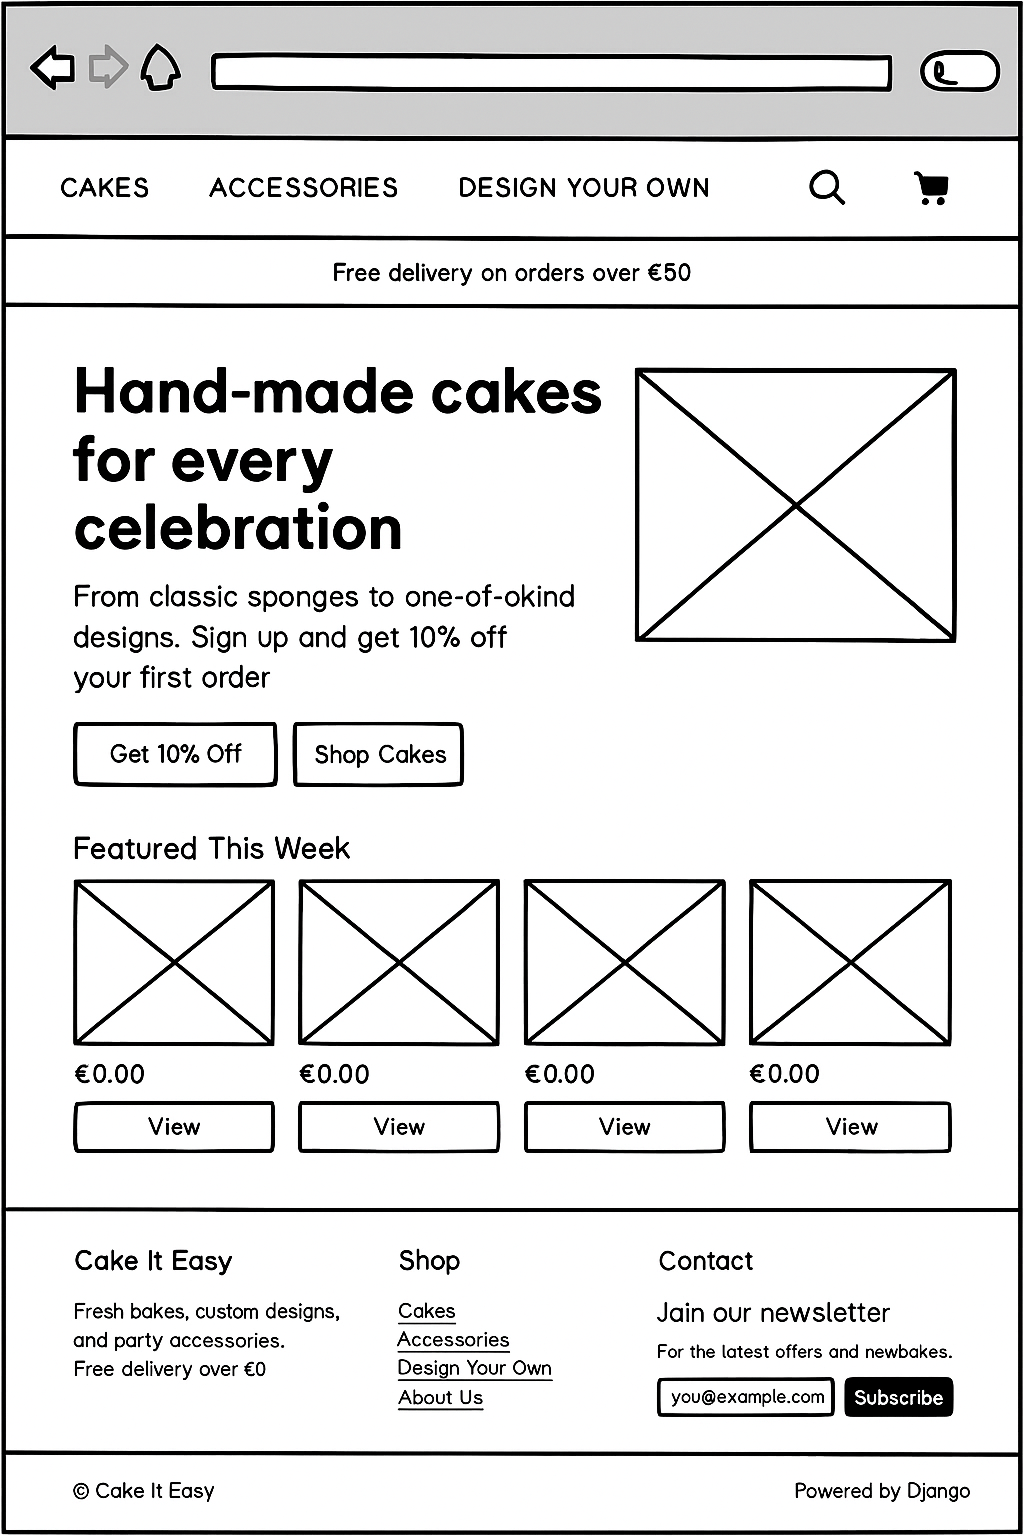 CAKES ACCESSORIES DESIGN YOUR OWN
Free delivery on orders over €50
Hand-made cakes
for every
celebration
From classic sponges to one-of-okind
designs. Sign up and get 10% off
your first order
Get 10% Off Shop Cakes
Featured This Week
€0.00 €0.00 €0.00 €0.00
View View View View
Cake It Easy
Fresh bakes, custom designs,
and party accessories.
Free delivery over €0
Shop
Cakes
Accessories
Design Your Own
About Us
Contact
Jain our newsletter
For the latest offers and newbakes.
you@example.com Subscribe
© Cake It Easy Powered by Django